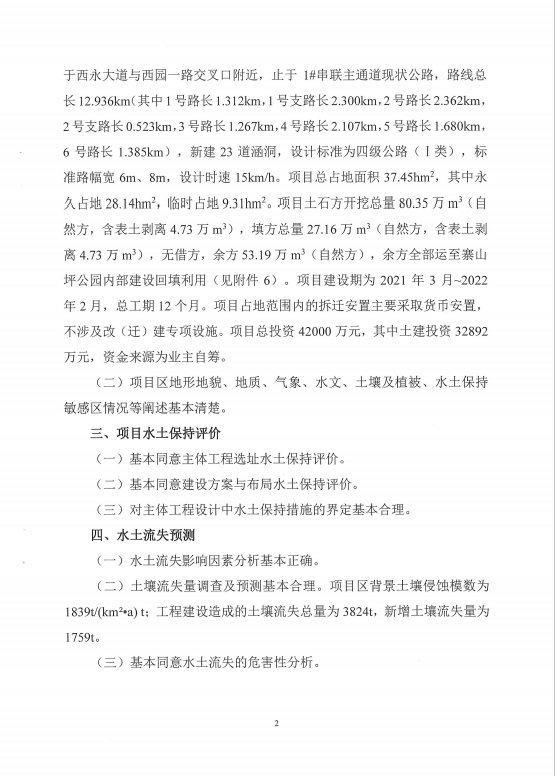 于西永大道与西园一路交叉口附近，止于 1#串联主通道现状公路，路线总
长 12.936km（其中 1 号路长 1.312km，1 号支路长 2.300km，2 号路长 2.362km，
2 号支路长 0.523km，3 号路长 1.267km，4 号路长 2.107km，5 号路长 1.680km，
6 号路长 1.385km），新建 23 道涵洞，设计标准为四级公路（Ⅰ类），标
准路幅宽 6m、8m，设计时速 15km/h。项目总占地面积 37.45hm²，其中永
久占地 28.14hm²，临时占地 9.31hm²。项目土石方开挖总量 80.35 万 m³（自
然方，含表土剥离 4.73 万 m³），填方总量 27.16 万 m³（自然方，含表土剥
离 4.73 万 m³），无借方，余方 53.19 万 m³（自然方），余方全部运至寨山
坪公园内部建设回填利用（见附件 6）。项目建设期为 2021 年 3 月~2022
年 2 月，总工期 12 个月。项目占地范围内的拆迁安置主要采取货币安置，
不涉及改（迁）建专项设施。项目总投资 42000 万元，其中土建投资 32892
万元，资金来源为业主自筹。
（二）项目区地形地貌、地质、气象、水文、土壤及植被、水土保持
敏感区情况等阐述基本清楚。
三、项目水土保持评价
（一）基本同意主体工程选址水土保持评价。
（二）基本同意建设方案与布局水土保持评价。
（三）对主体工程设计中水土保持措施的界定基本合理。
四、水土流失预测
（一）水土流失影响因素分析基本正确。
（二）土壤流失量调查及预测基本合理。项目区背景土壤侵蚀模数为
1839t/(km²•a) t；工程建设造成的土壤流失总量为 3824t，新增土壤流失量为
1759t。
（三）基本同意水土流失的危害性分析。
2